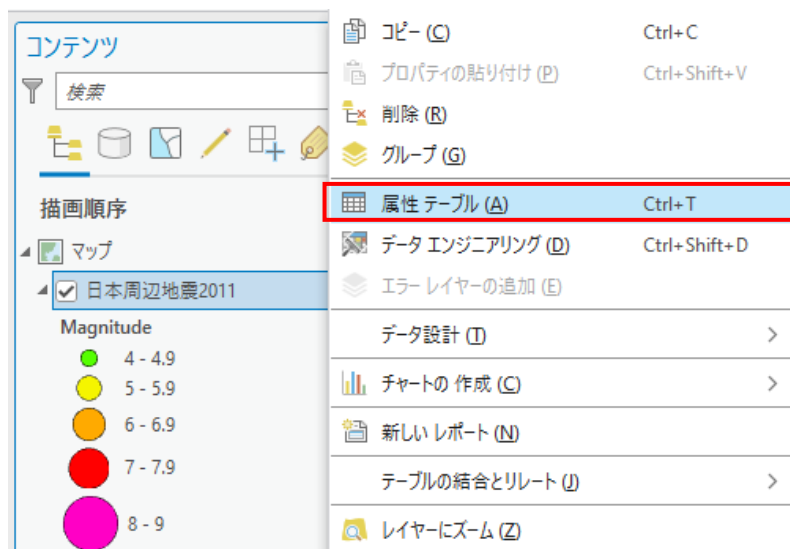 コンテンツ
検索
描画順序
マップ
日本周辺地震2011
Magnitude
4 - 4.9
5 - 5.9
6 - 6.9
7 - 7.9
8 - 9
コピー (C) Ctrl+C
プロパティの貼り付け (P) Ctrl+Shift+V
削除 (R)
グループ (G)
属性 テーブル (A) Ctrl+T
データ エンジニアリング (D) Ctrl+Shift+D
エラー レイヤーの追加 (E)
データ設計 (T)
チャートの 作成 (C)
新しい レポート (N)
テーブルの結合とリレート (J)
レイヤーにズーム (Z)